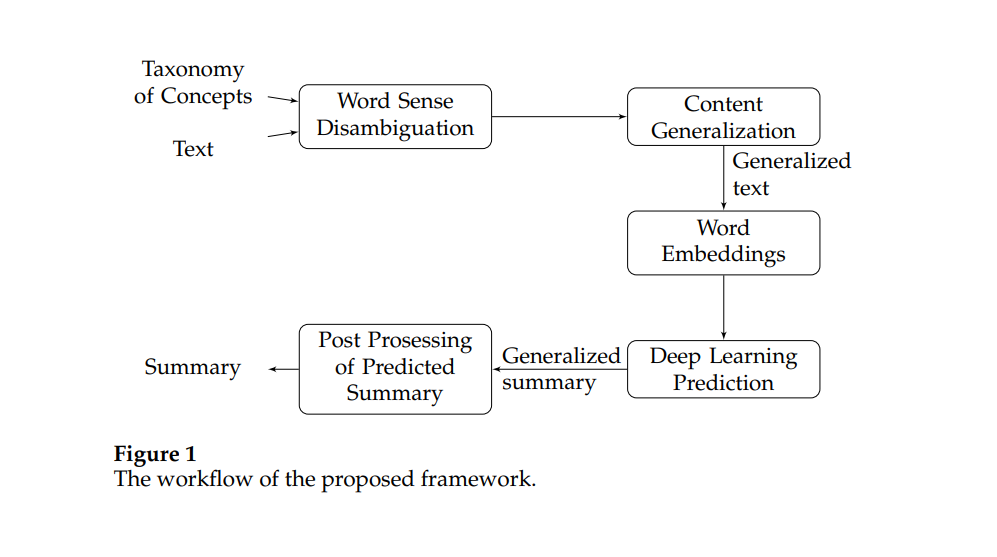 Taxonomy
of Concepts
Text
Word Sense
Disambiguation
Content
Generalization
Generalized
text
Word
Embeddings
Deep Learning
Prediction
Generalized
summary
Post Prosessing
of Predicted
Summary
Summary
Figure 1
The workflow of the proposed framework.